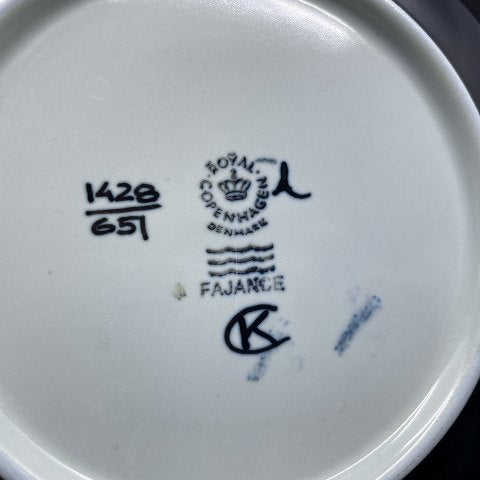 1428
651
ROYAL
COPENHAGEN
DENMARK
FAJANCE
K